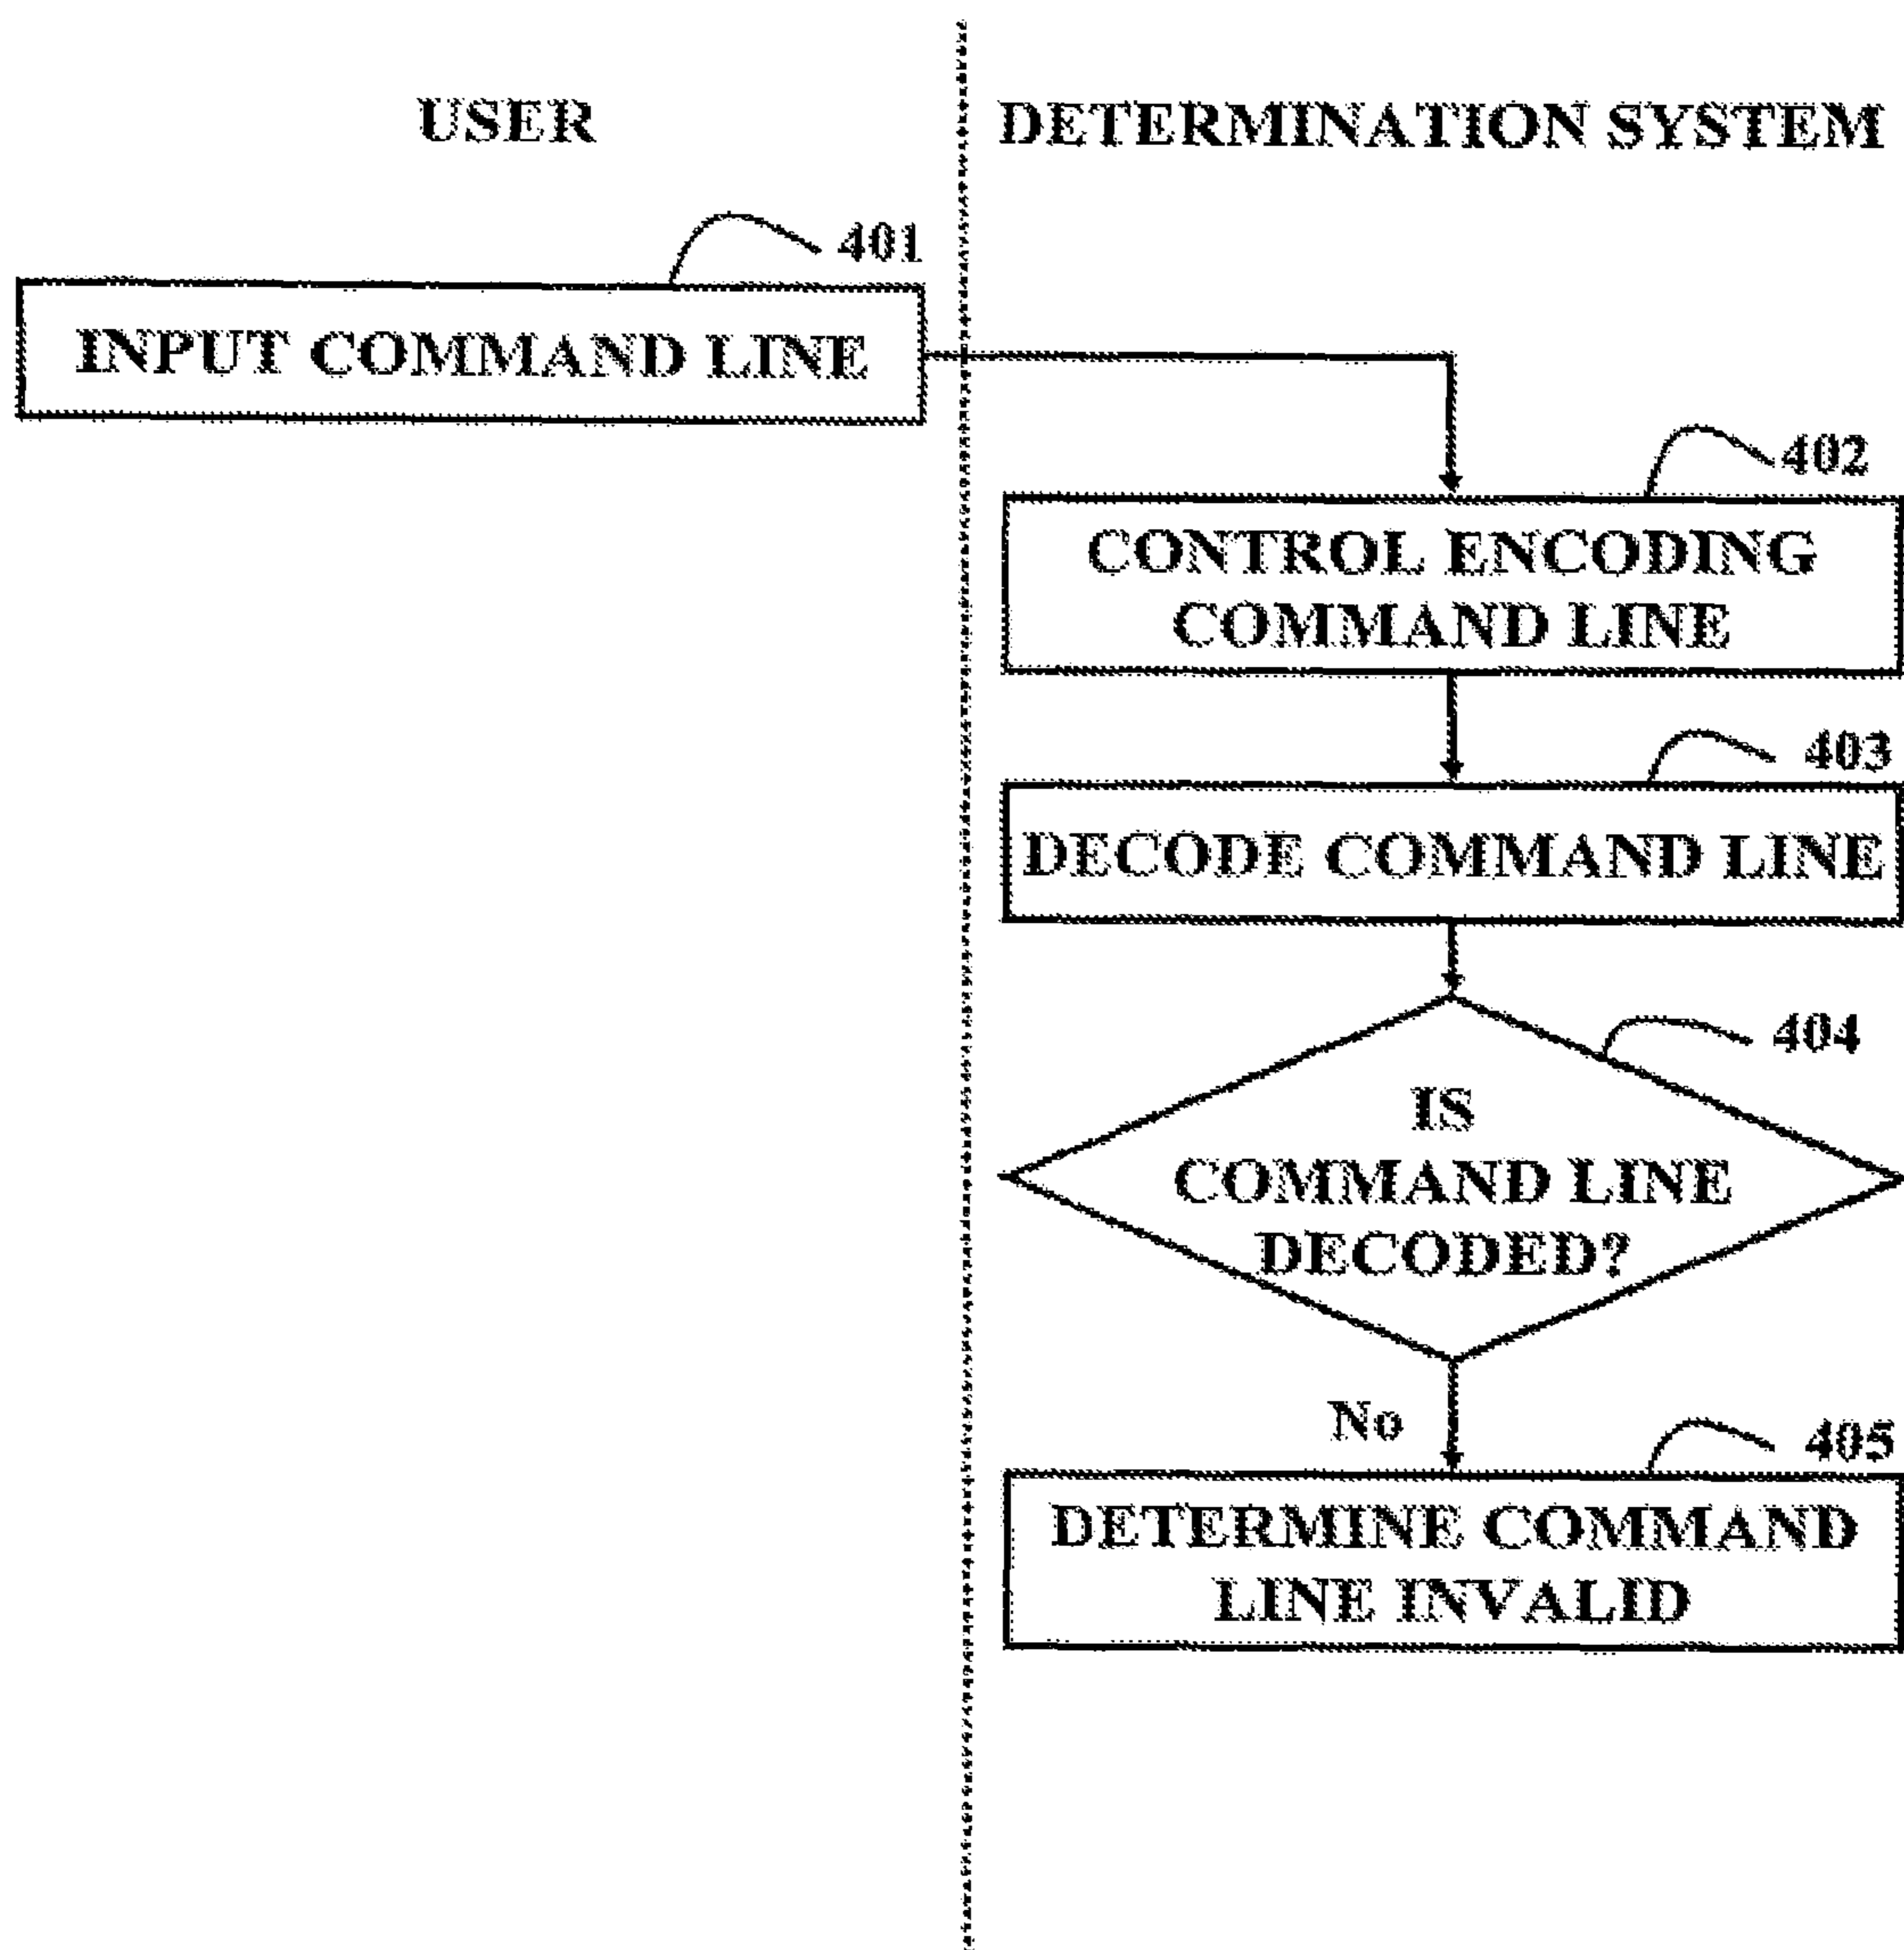 USER
DETERMINATION SYSTEM
401
INPUT COMMAND LINE
402
CONTROL ENCODING
COMMAND LINE
403
DECODE COMMAND LINE
404
IS
COMMAND LINE
DECODED?
No
405
DETERMINE COMMAND
LINE INVALID